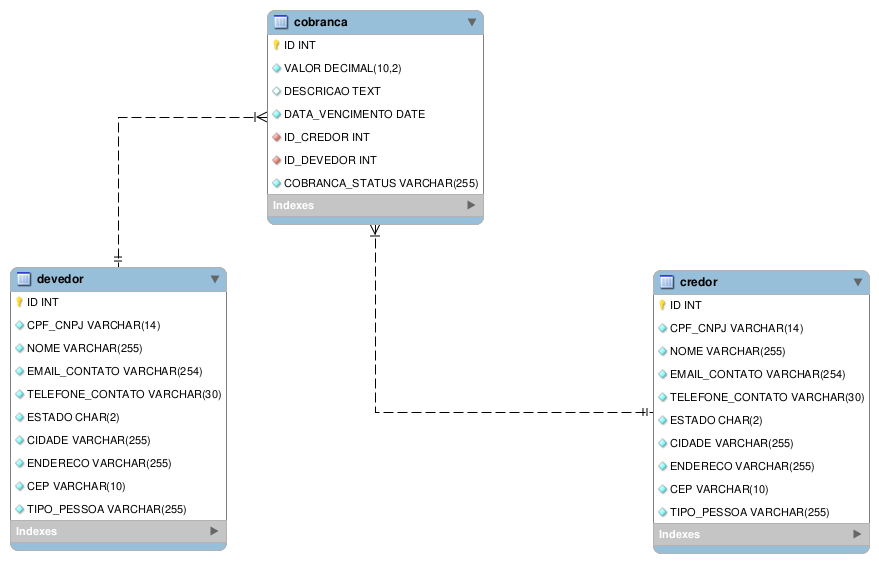 cobranca
ID INT
VALOR DECIMAL(10,2)
DESCRICAO TEXT
DATA_VENCIMENTO DATE
ID_CREDOR INT
ID_DEVEDOR INT
COBRANCA_STATUS VARCHAR(255)
Indexes
devedor
ID INT
CPF_CNPJ VARCHAR(14)
NOME VARCHAR(255)
EMAIL_CONTATO VARCHAR(254)
TELEFONE_CONTATO VARCHAR(30)
ESTADO CHAR(2)
CIDADE VARCHAR(255)
ENDERECO VARCHAR(255)
CEP VARCHAR(10)
TIPO_PESSOA VARCHAR(255)
Indexes
credor
ID INT
CPF_CNPJ VARCHAR(14)
NOME VARCHAR(255)
EMAIL_CONTATO VARCHAR(254)
TELEFONE_CONTATO VARCHAR(30)
ESTADO CHAR(2)
CIDADE VARCHAR(255)
ENDERECO VARCHAR(255)
CEP VARCHAR(10)
TIPO_PESSOA VARCHAR(255)
Indexes